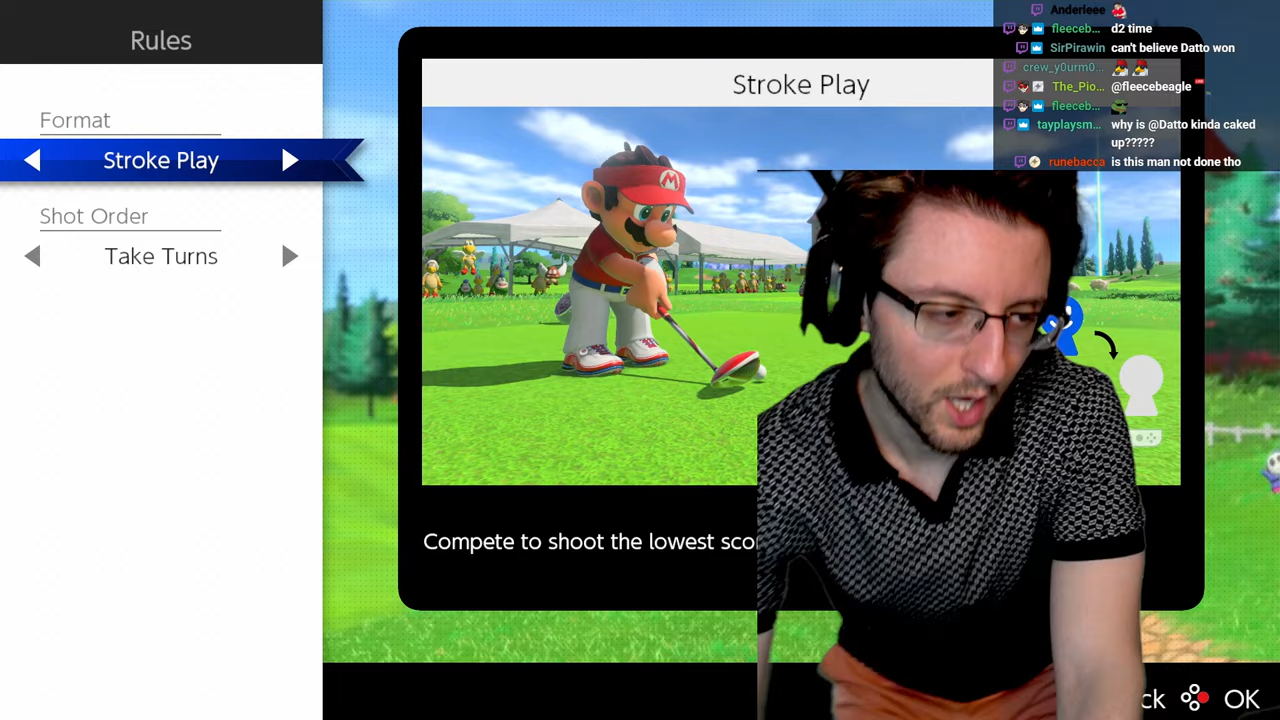 Rules
Format
Stroke Play
Shot Order
Take Turns
Stroke Play
M
Compete to shoot the lowest sco
ck OK
Anderleee
fleeceb... d2 time
SirPirawin can't believe Datto won
crew_y0urm0...
The_Pio... @fleecebeagle
fleeceb...
tayplaysm... why is @Datto kinda caked
up?????
runebacca is this man not done tho